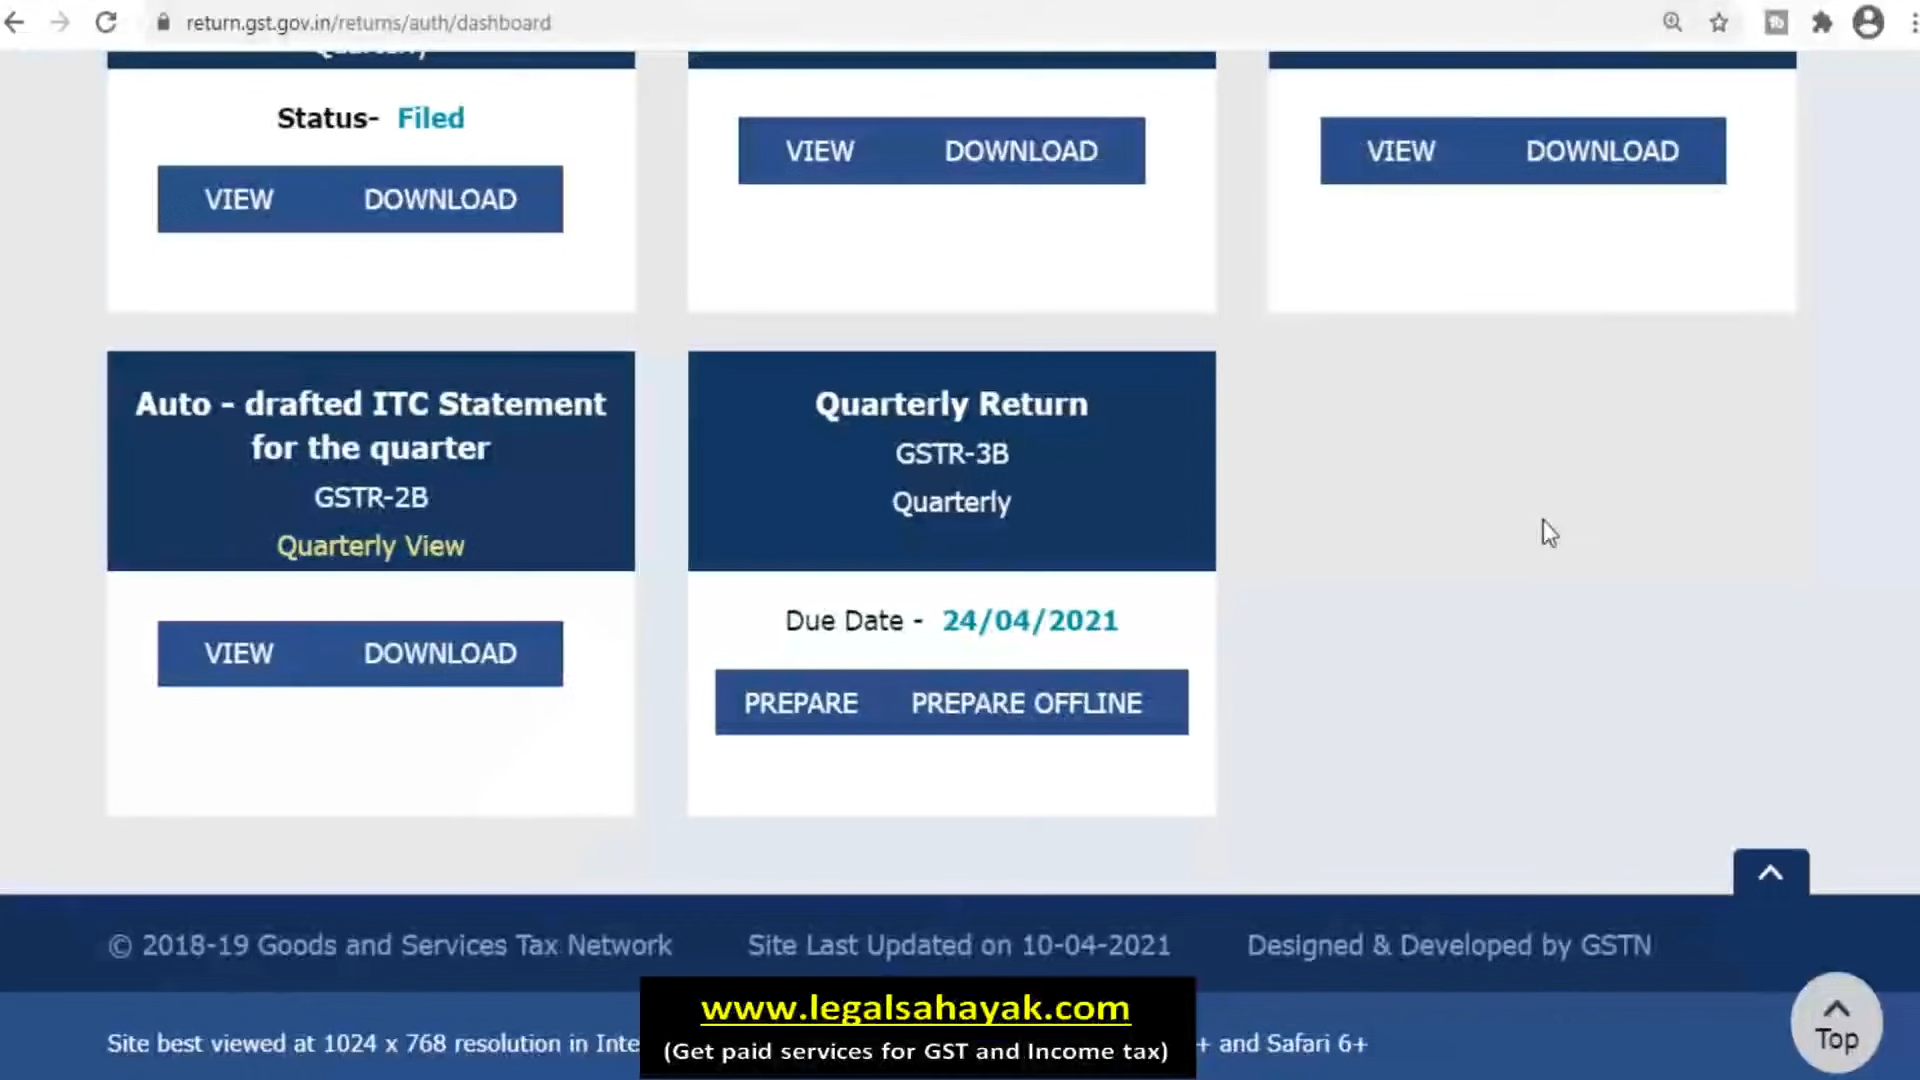 return.gst.gov.in/returns/auth/dashboard
Quarterly
Status- Filed
VIEW DOWNLOAD
VIEW DOWNLOAD
VIEW DOWNLOAD
Auto - drafted ITC Statement
for the quarter
GSTR-2B
Quarterly View
VIEW DOWNLOAD
Quarterly Return
GSTR-3B
Quarterly
Due Date - 24/04/2021
PREPARE PREPARE OFFLINE
© 2018-19 Goods and Services Tax Network Site Last Updated on 10-04-2021 Designed & Developed by GSTN
Top
Site best viewed at 1024 x 768 resolution in Inte + and Safari 6+
www.legalsahayak.com
(Get paid services for GST and Income tax)